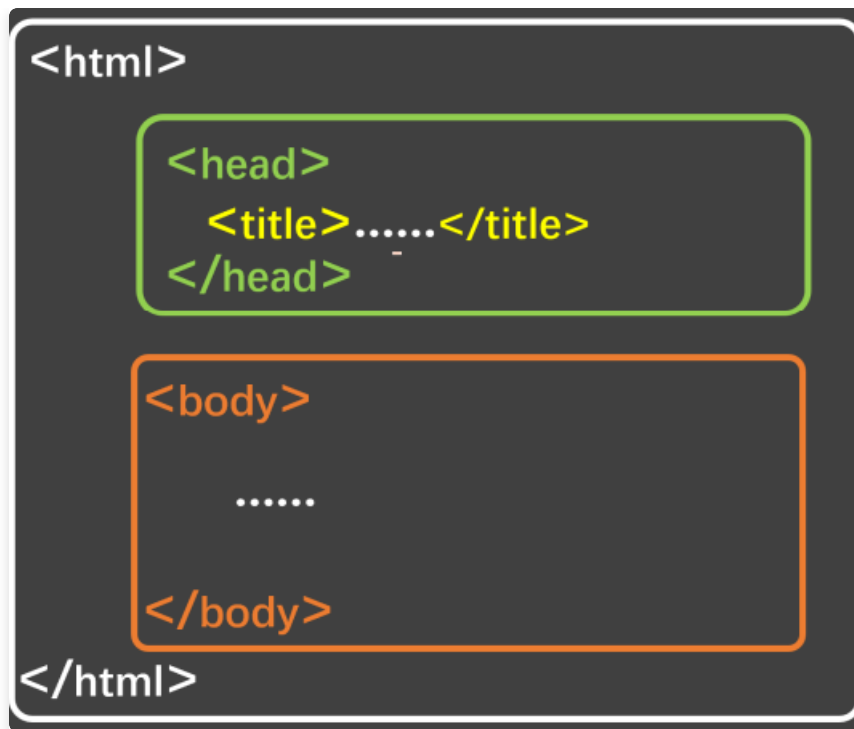 <html>
<head>
<title>......</title>
</head>
<body>
......
</body>
</html>